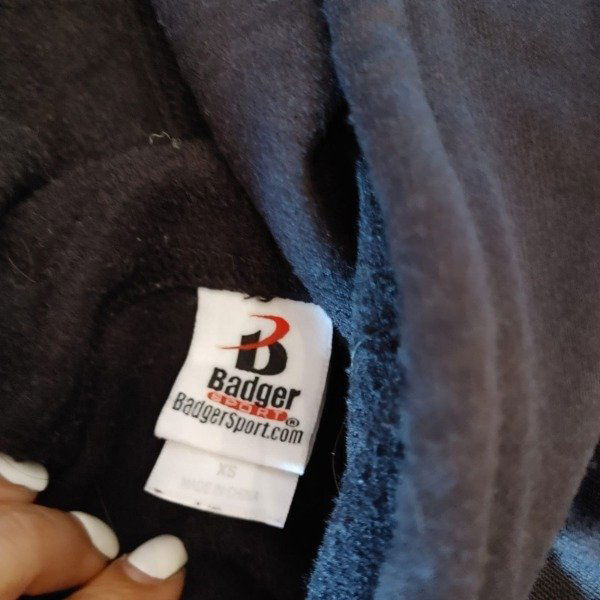 B
Badger
SPORT®
BadgerSport.com
XS
MADE IN CHINA